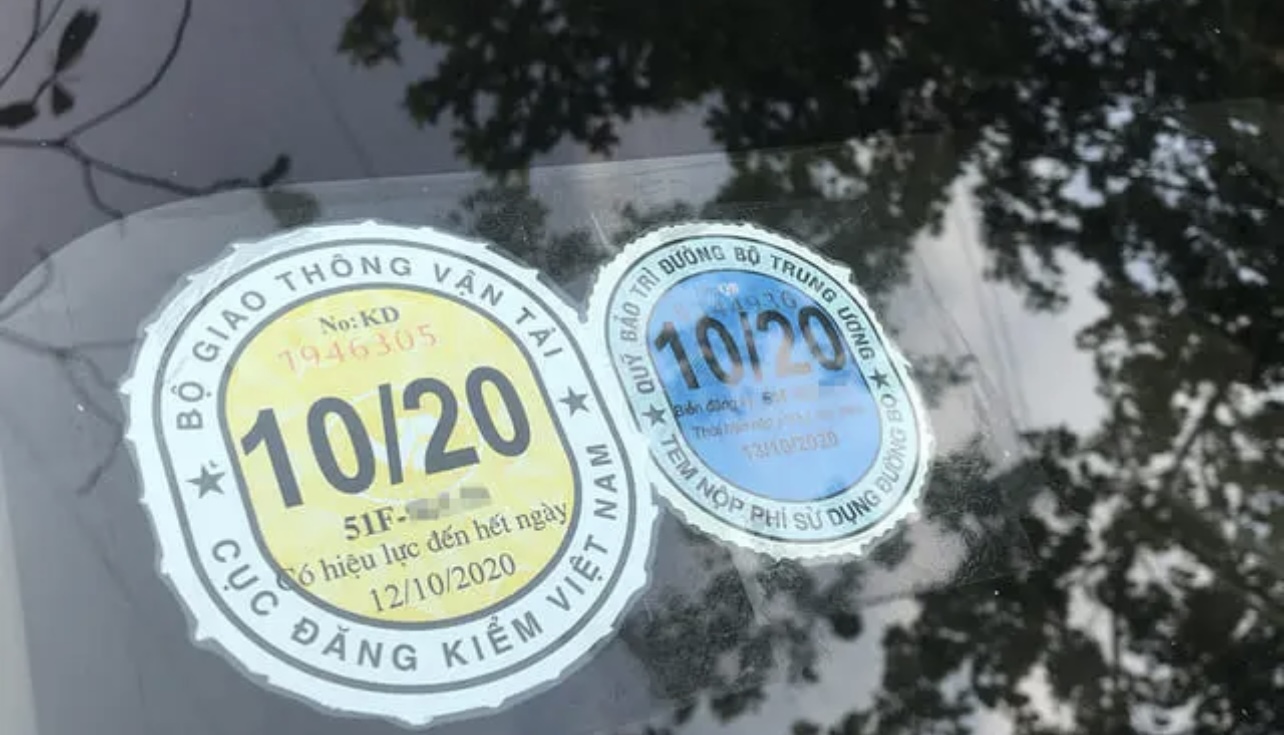 BỘ GIAO THÔNG VẬN TẢI
No: KD
1946305
10/20
51F-
Có hiệu lực đến hết ngày
12/10/2020
CỤC ĐĂNG KIỂM VIỆT NAM
QUỸ BẢO TRÌ ĐƯỜNG BỘ TRUNG ƯƠNG
10/20
Biển đăng
13/10/2020
TEM NỘP PHÍ SỬ DỤNG ĐƯỜNG BỘ